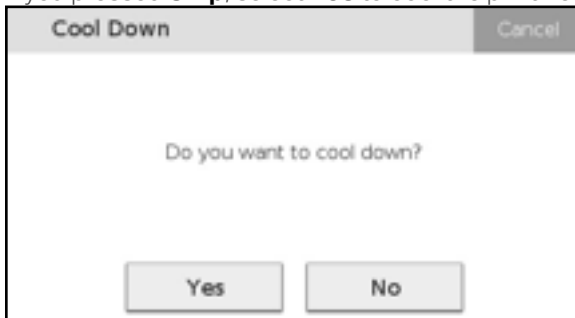 Cool Down
Cancel
Do you want to cool down?
Yes
No